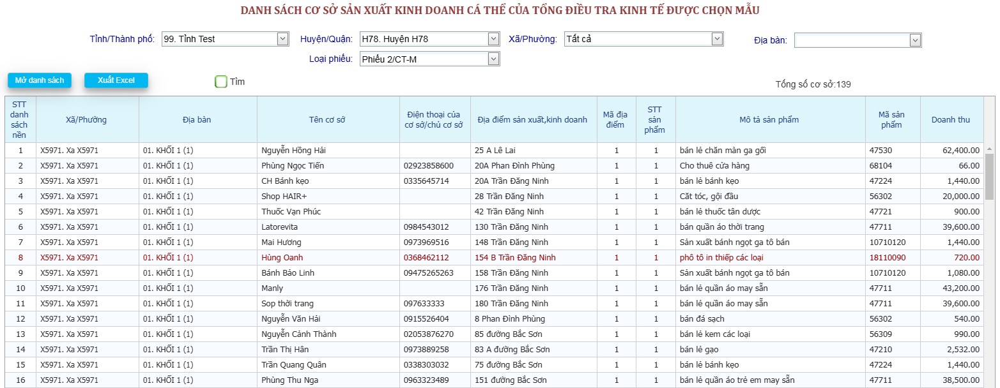 DANH SÁCH CƠ SỞ SẢN XUẤT KINH DOANH CÁ THỂ CỦA TỔNG ĐIỀU TRA KINH TẾ ĐƯỢC CHỌN MẪU
Tỉnh/Thành phố: 99. Tỉnh Test Huyện/Quận: H78. Huyện H78 Xã/Phường: Tất cả Địa bàn:
Loại phiếu: Phiếu 2/CT-M
Mở danh sách Xuất Excel Tìm Tổng số cơ sở:139
STT danh sách nền Xã/Phường Địa bàn Tên cơ sở Điện thoại của cơ sở/chủ cơ sở Địa điểm sản xuất,kinh doanh Mã địa điểm STT sản phẩm Mô tả sản phẩm Mã sản phẩm Doanh thu
1 X5971. Xa X5971 01. KHỐI 1 (1) Nguyễn Hồng Hải 25 A Lê Lai 1 1 bán lẻ chăn màn ga gối 47530 62,400.00
2 X5971. Xa X5971 01. KHỐI 1 (1) Phùng Ngọc Tiến 02923858600 20A Phan Đình Phùng 1 1 Cho thuê cửa hàng 68104 66.00
3 X5971. Xa X5971 01. KHỐI 1 (1) CH Bánh kẹo 0335645714 20A Trần Đăng Ninh 1 1 bán lẻ bánh kẹo 47224 1,440.00
4 X5971. Xa X5971 01. KHỐI 1 (1) Shop HAIR+ 28 Trần Đăng Ninh 1 1 Căt tóc, gội đầu 56302 20,000.00
5 X5971. Xa X5971 01. KHỐI 1 (1) Thuốc Vạn Phúc 42 Trần Đăng Ninh 1 1 bán lẻ thuốc tân dược 47721 900.00
6 X5971. Xa X5971 01. KHỐI 1 (1) Latorevita 0984543012 130 Trần Đăng Ninh 1 1 bán quần áo thời trang 47711 39,600.00
7 X5971. Xa X5971 01. KHỐI 1 (1) Mai Hương 0973969516 148 Trần Đăng Ninh 1 1 Sản xuất bánh ngọt ga tô bán 10710120 1,440.00
8 X5971. Xa X5971 01. KHỐI 1 (1) Hùng Oanh 0368462112 154 B Trần Đăng Ninh 1 1 phô tô in thiếp các loại 18110090 720.00
9 X5971. Xa X5971 01. KHỐI 1 (1) Bánh Bảo Linh 09475265263 158 Trần Đăng Ninh 1 1 Sản xuất bánh ngọt ga tô bán 10710120 1,080.00
10 X5971. Xa X5971 01. KHỐI 1 (1) Manly 176 Trần Đăng Ninh 1 1 bán lẻ quần áo may sẵn 47711 43,200.00
11 X5971. Xa X5971 01. KHỐI 1 (1) Sop thời trang 097633333 180 Trần Đăng Ninh 1 1 bán lẻ quần áo may sẵn 47711 39,600.00
12 X5971. Xa X5971 01. KHỐI 1 (1) Nguyễn Văn Hải 0915526404 8 Phan Đình Phùng 1 1 bán đá sạch 56302 540.00
13 X5971. Xa X5971 01. KHỐI 1 (1) Nguyễn Cảnh Thành 02053876270 85 đường Bắc Sơn 1 1 bán lẻ kem các loại 56309 990.00
14 X5971. Xa X5971 01. KHỐI 1 (1) Trần Thị Hân 0973889258 83 A đường Bắc Sơn 1 1 bán lẻ gạo 47210 2,532.00
15 X5971. Xa X5971 01. KHỐI 1 (1) Trần Quang Quân 0338303032 75 đường Bắc Sơn 1 1 bán lẻ bánh kẹo 47224 1,440.00
16 X5971. Xa X5971 01. KHỐI 1 (1) Phùng Thu Nga 0963323489 151 đường Bắc Sơn 1 1 bán lẻ quần áo trẻ em may sẵn 47711 38,500.00